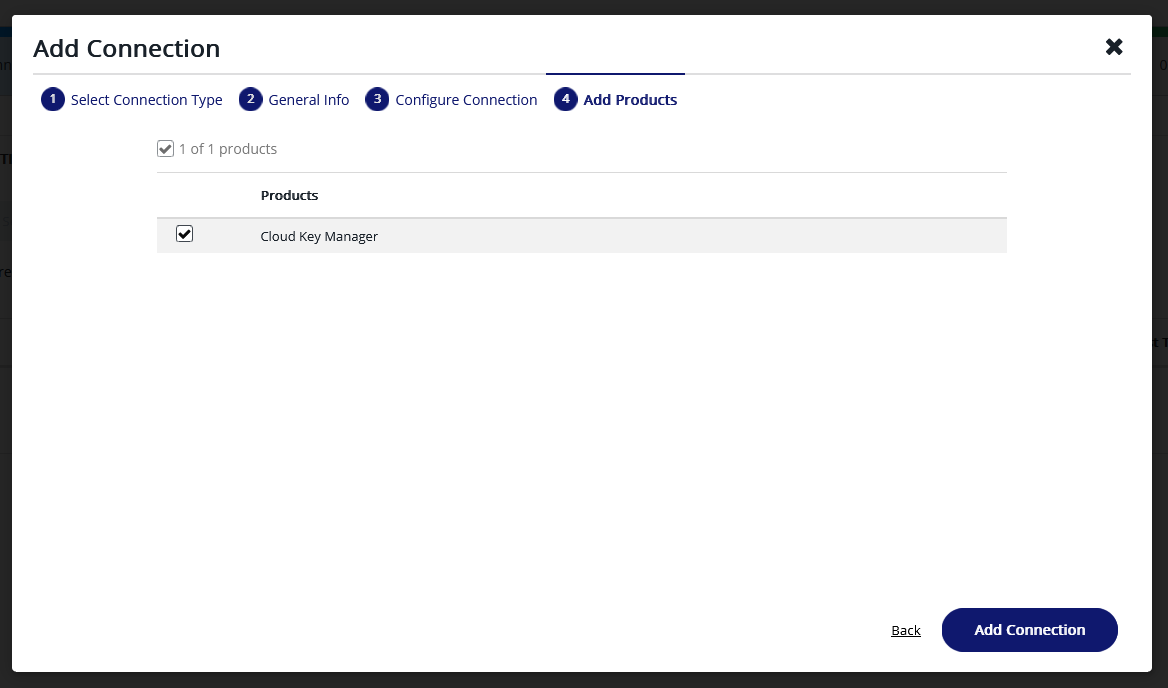 Add Connection
1 Select Connection Type 2 General Info 3 Configure Connection 4 Add Products
1 of 1 products
Products
Cloud Key Manager
Back Add Connection